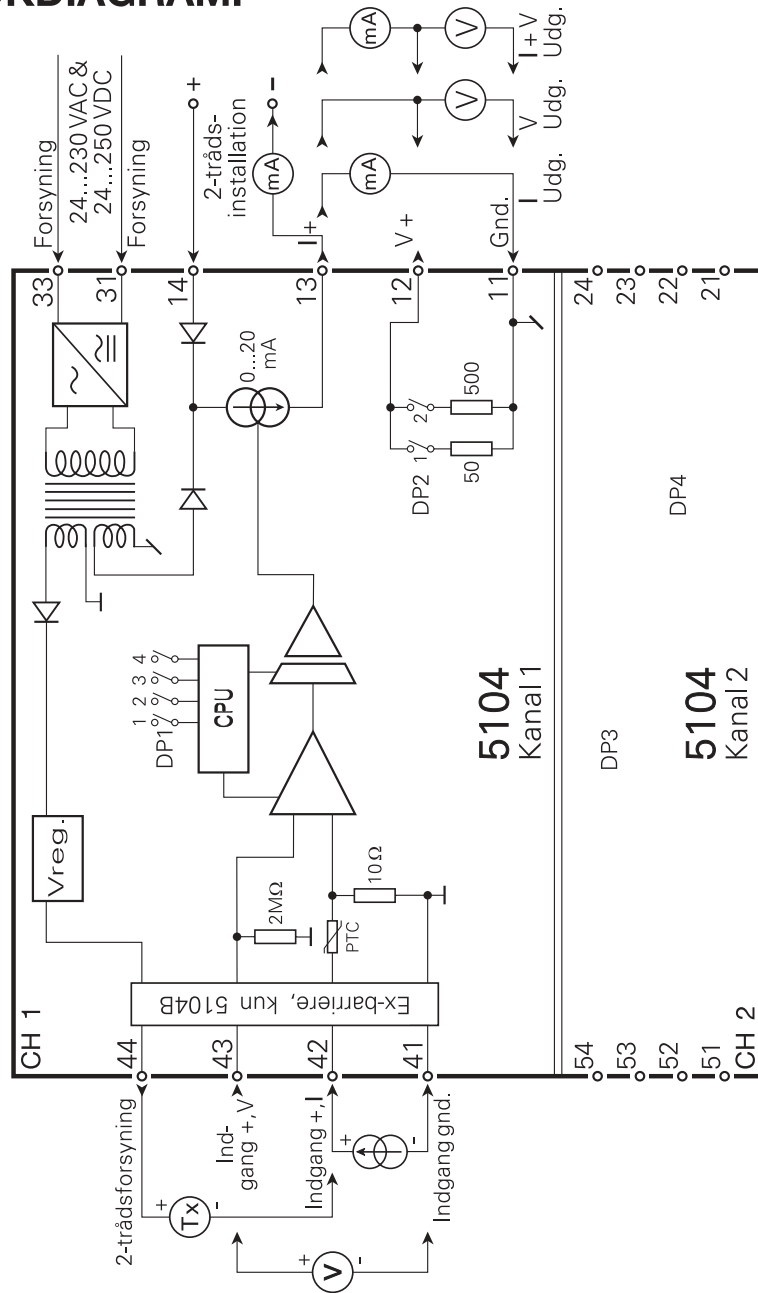 KDIAGRAM:
CH 1
Forsyning
24...230 VAC &
24...250 VDC
Forsyning
33
31
14
+
2-tråds-
installation
-
mA
13
I+
12
V +
11
Gnd.
mA
I
Udg.
V
V
Udg.
mA
V
I + V
Udg.
0...20
mA
DP2
1
2
50
500
Vreg.
DP1
1 2 3 4
CPU
2MΩ
PTC
10Ω
Ex-barriere, kun 5104B
44
43
42
41
2-trådsforsyning
Ind-
gang +, V
Indgang +, I
Indgang gnd.
+
Tx
-
+
-
+
V
-
5104
Kanal 1
24
23
22
21
DP3
DP4
5104
Kanal 2
54
53
52
51
CH 2